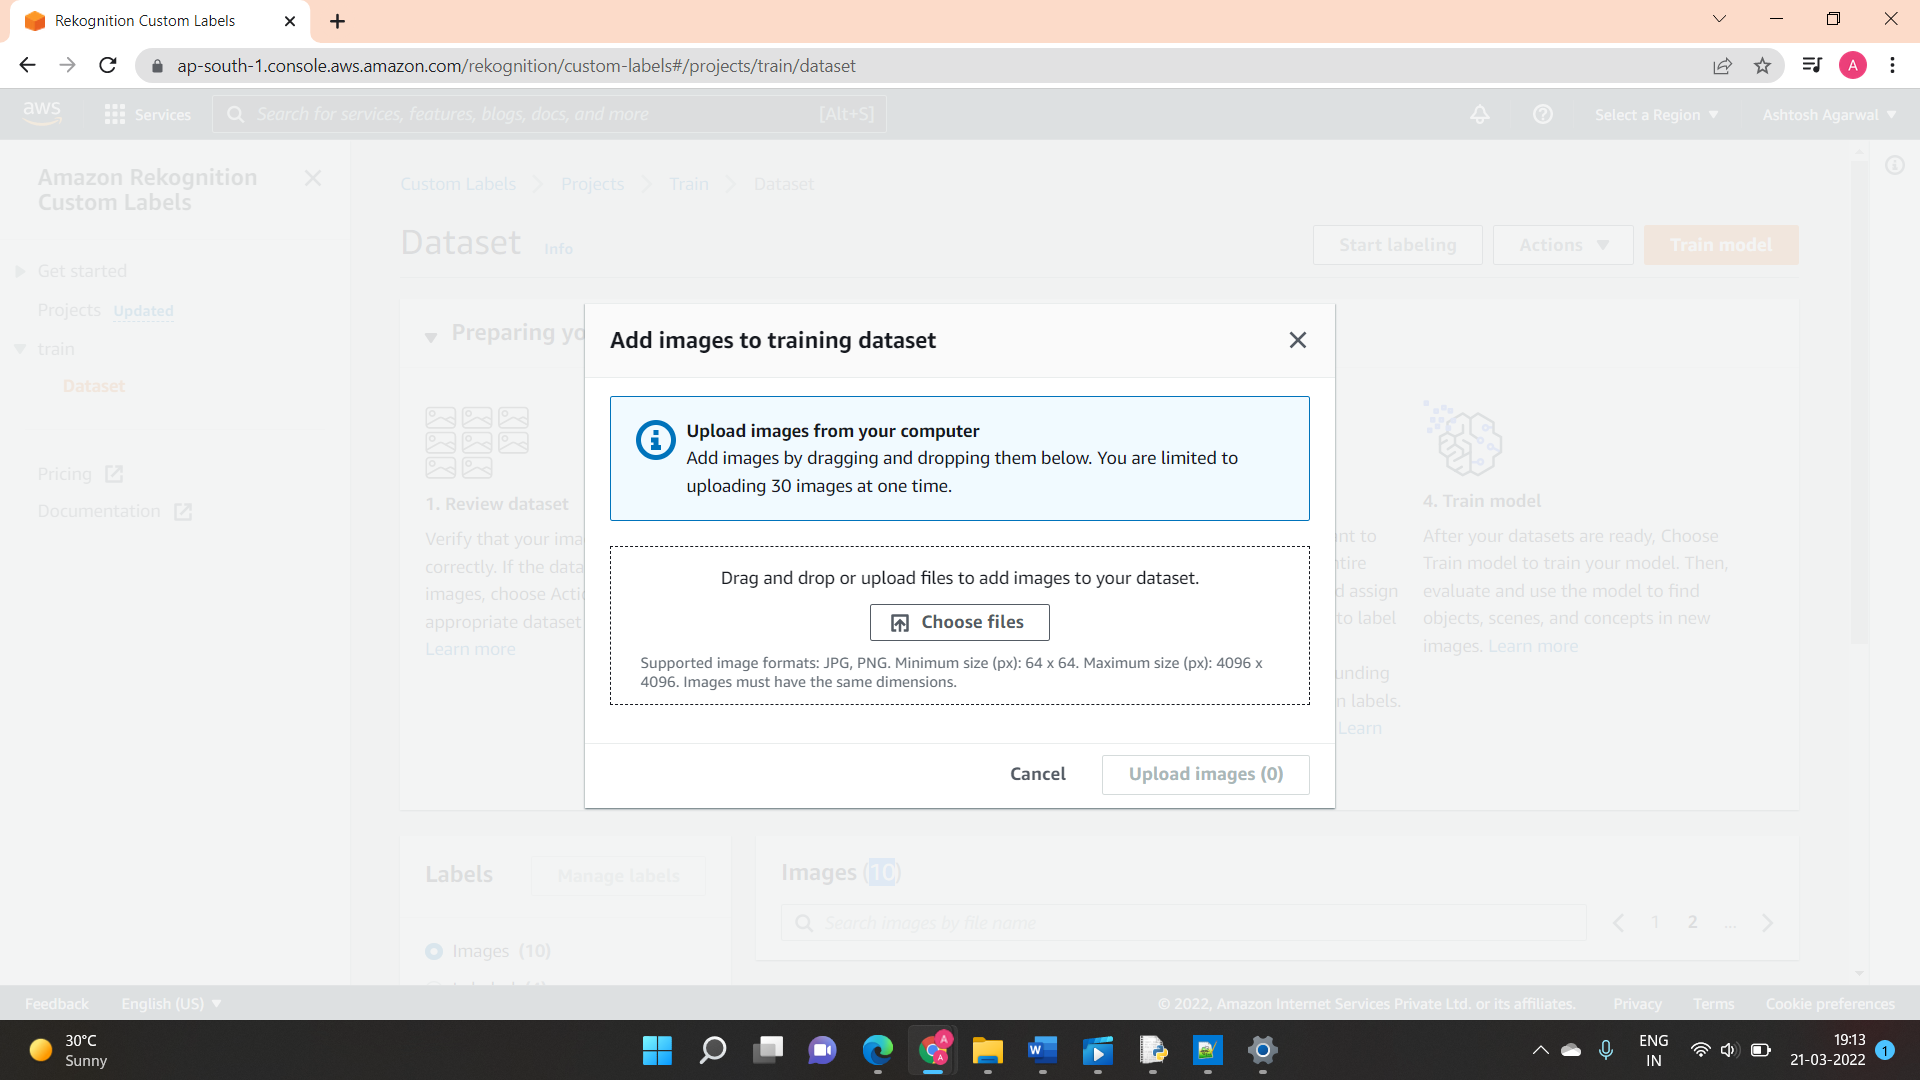 Rekognition Custom Labels
ap-south-1.console.aws.amazon.com/rekognition/custom-labels#/projects/train/dataset
A
aws
Services
Search for services, features, blogs, docs, and more
[Alt+S]
Select a Region
Ashtosh Agarwal
Amazon Rekognition
Custom Labels
Get started
Projects Updated
train
Dataset
Pricing
Documentation
Custom Labels
Projects
Train
Dataset
Dataset Info
Start labeling
Actions
Train model
Preparing yo
1. Review dataset
Verify that your ima
correctly. If the data
images, choose Actio
appropriate dataset
Learn more
Add images to training dataset
Upload images from your computer
Add images by dragging and dropping them below. You are limited to
uploading 30 images at one time.
Drag and drop or upload files to add images to your dataset.
Choose files
Supported image formats: JPG, PNG. Minimum size (px): 64 x 64. Maximum size (px): 4096 x
4096. Images must have the same dimensions.
Cancel
Upload images (0)
to
assign
to label
labels.
Learn
4. Train model
After your datasets are ready, Choose
Train model to train your model. Then,
evaluate and use the model to find
objects, scenes, and concepts in new
images. Learn more
Labels
Manage labels
Images (10)
Images (10)
Search images by file name
1 2 ...
Feedback
English (US)
© 2022, Amazon Internet Services Private Ltd. or its affiliates.
Privacy
Terms
Cookie preferences
30°C
Sunny
A
A
ENG
IN
19:13
21-03-2022
1